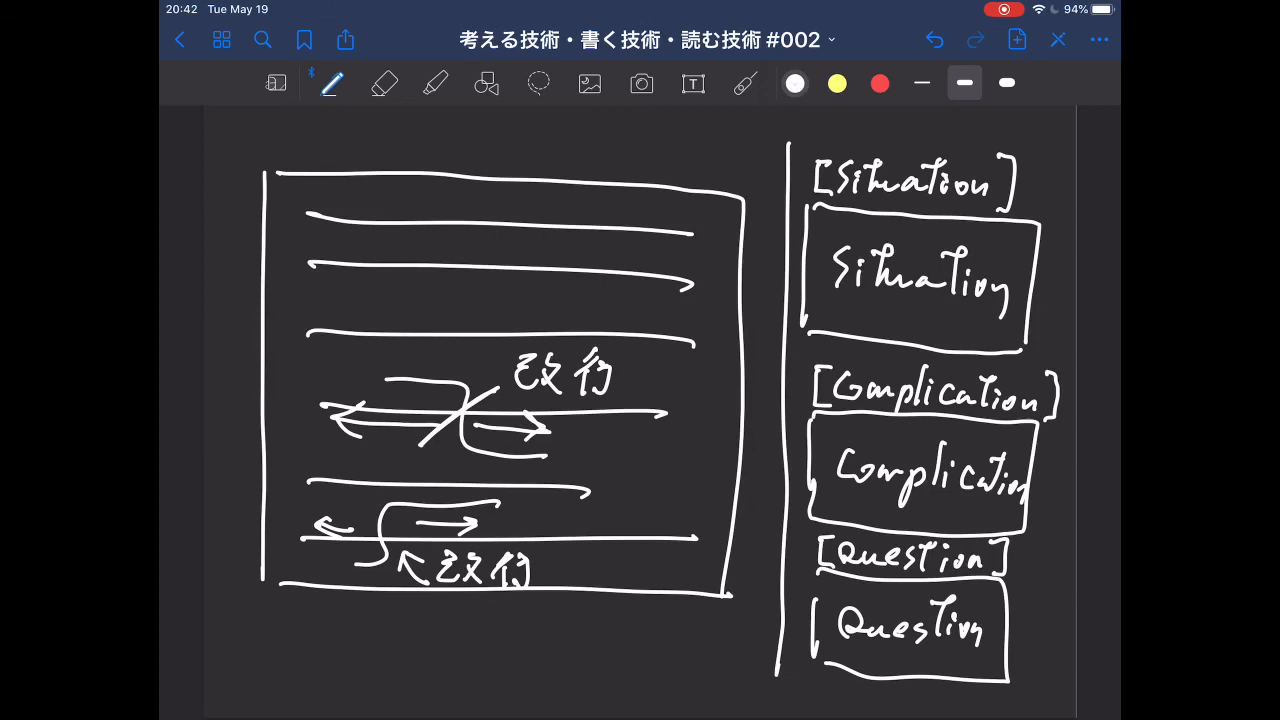 20:42 Tue May 19 94%
考える技術・書く技術・読む技術 #002
T
改行
改行
[Situation]
Situation
[Complication]
Complication
[Question]
Question